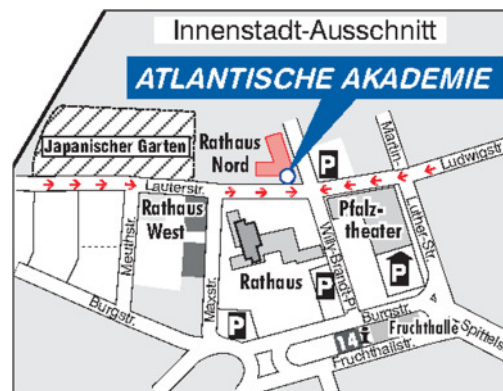 Innenstadt-Ausschnitt
ATLANTISCHE AKADEMIE
Japanischer Garten
Rathaus
Nord
P
Martin-
Luther-Str.
Ludwigstr.
Lauterstr.
Rathaus
West
Meuthstr.
Maxstr.
Pfalz-
theater
Willy-Brandt-Pl.
Rathaus
P
P
P
Burgstr.
Burgstr.
14 i
Fruchthalle
Fruchthallstr.
Spittels